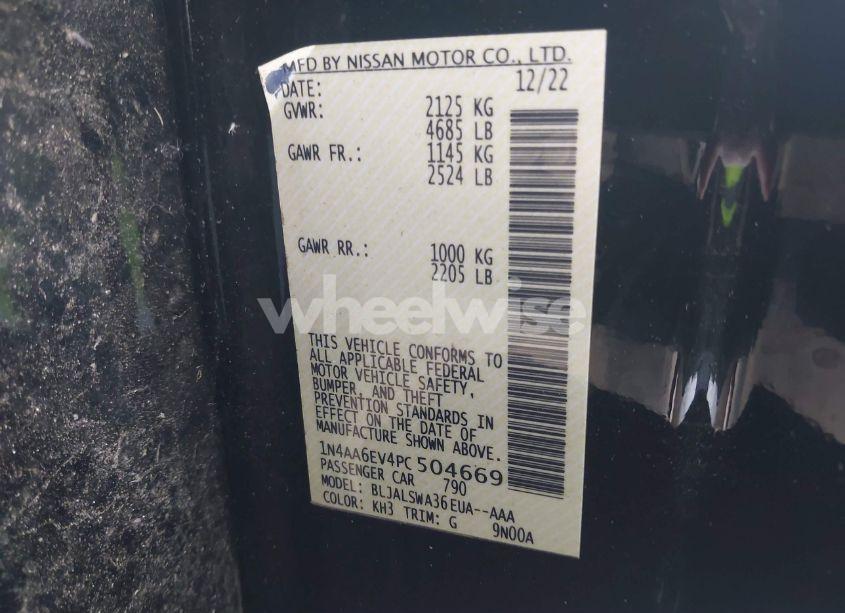 MFD BY NISSAN MOTOR CO., LTD.
DATE: 12/22
GVWR: 2125 KG
4685 LB
GAWR FR.: 1145 KG
2524 LB
GAWR RR.: 1000 KG
2205 LB
wheelwise
THIS VEHICLE CONFORMS TO
ALL APPLICABLE FEDERAL
MOTOR VEHICLE SAFETY,
BUMPER, AND THEFT
PREVENTION STANDARDS IN
EFFECT ON THE DATE OF
MANUFACTURE SHOWN ABOVE.
1N4AA6EV4PC504669
PASSENGER CAR 790
MODEL: BLJALSWA36EUA--AAA
COLOR: KH3 TRIM: G 9N00A